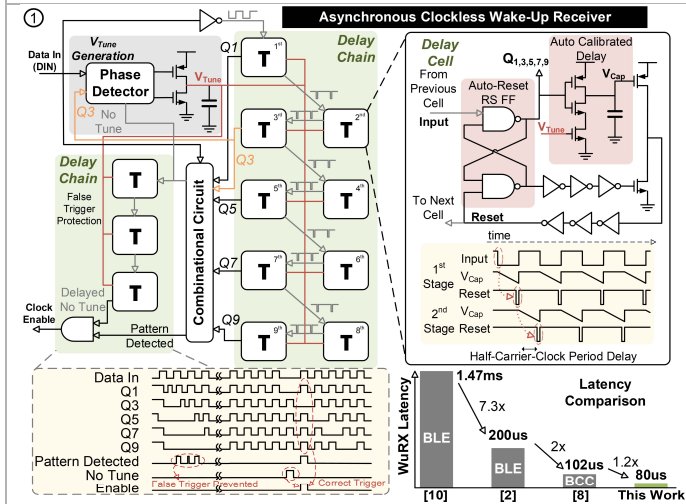 1
Asynchronous Clockless Wake-Up Receiver
Data In
(DIN)
VTune
Generation
Phase
Detector
VTune
No
Tune
Q3
Q1
Delay
Chain
T 1st
T 2nd
T 3rd
T 4th
T 5th
T 6th
T 7th
T 8th
T 9th
Q3
Q5
Q7
Q9
Combinational Circuit
Delay
Chain
False
Trigger
Protection
T
T
T
Delayed
No Tune
Clock
Enable
Pattern
Detected
Delay
Cell
Q1,3,5,7,9
Auto Calibrated
Delay
VCap
From
Previous
Cell
Input
Auto-Reset
RS FF
VTune
To Next
Cell
Reset
time
1st
Stage
Input
VCap
Reset
2nd
Stage
VCap
Reset
Half-Carrier-Clock Period Delay
Data In
Q1
Q3
Q5
Q7
Q9
Pattern Detected
No Tune
Enable
False Trigger Prevented
Correct Trigger
WuRX Latency
Latency
Comparison
1.47ms
7.3x
200us
2x
102us
1.2x
80us
BLE
BLE
BCC
[10]
[2]
[8]
This Work